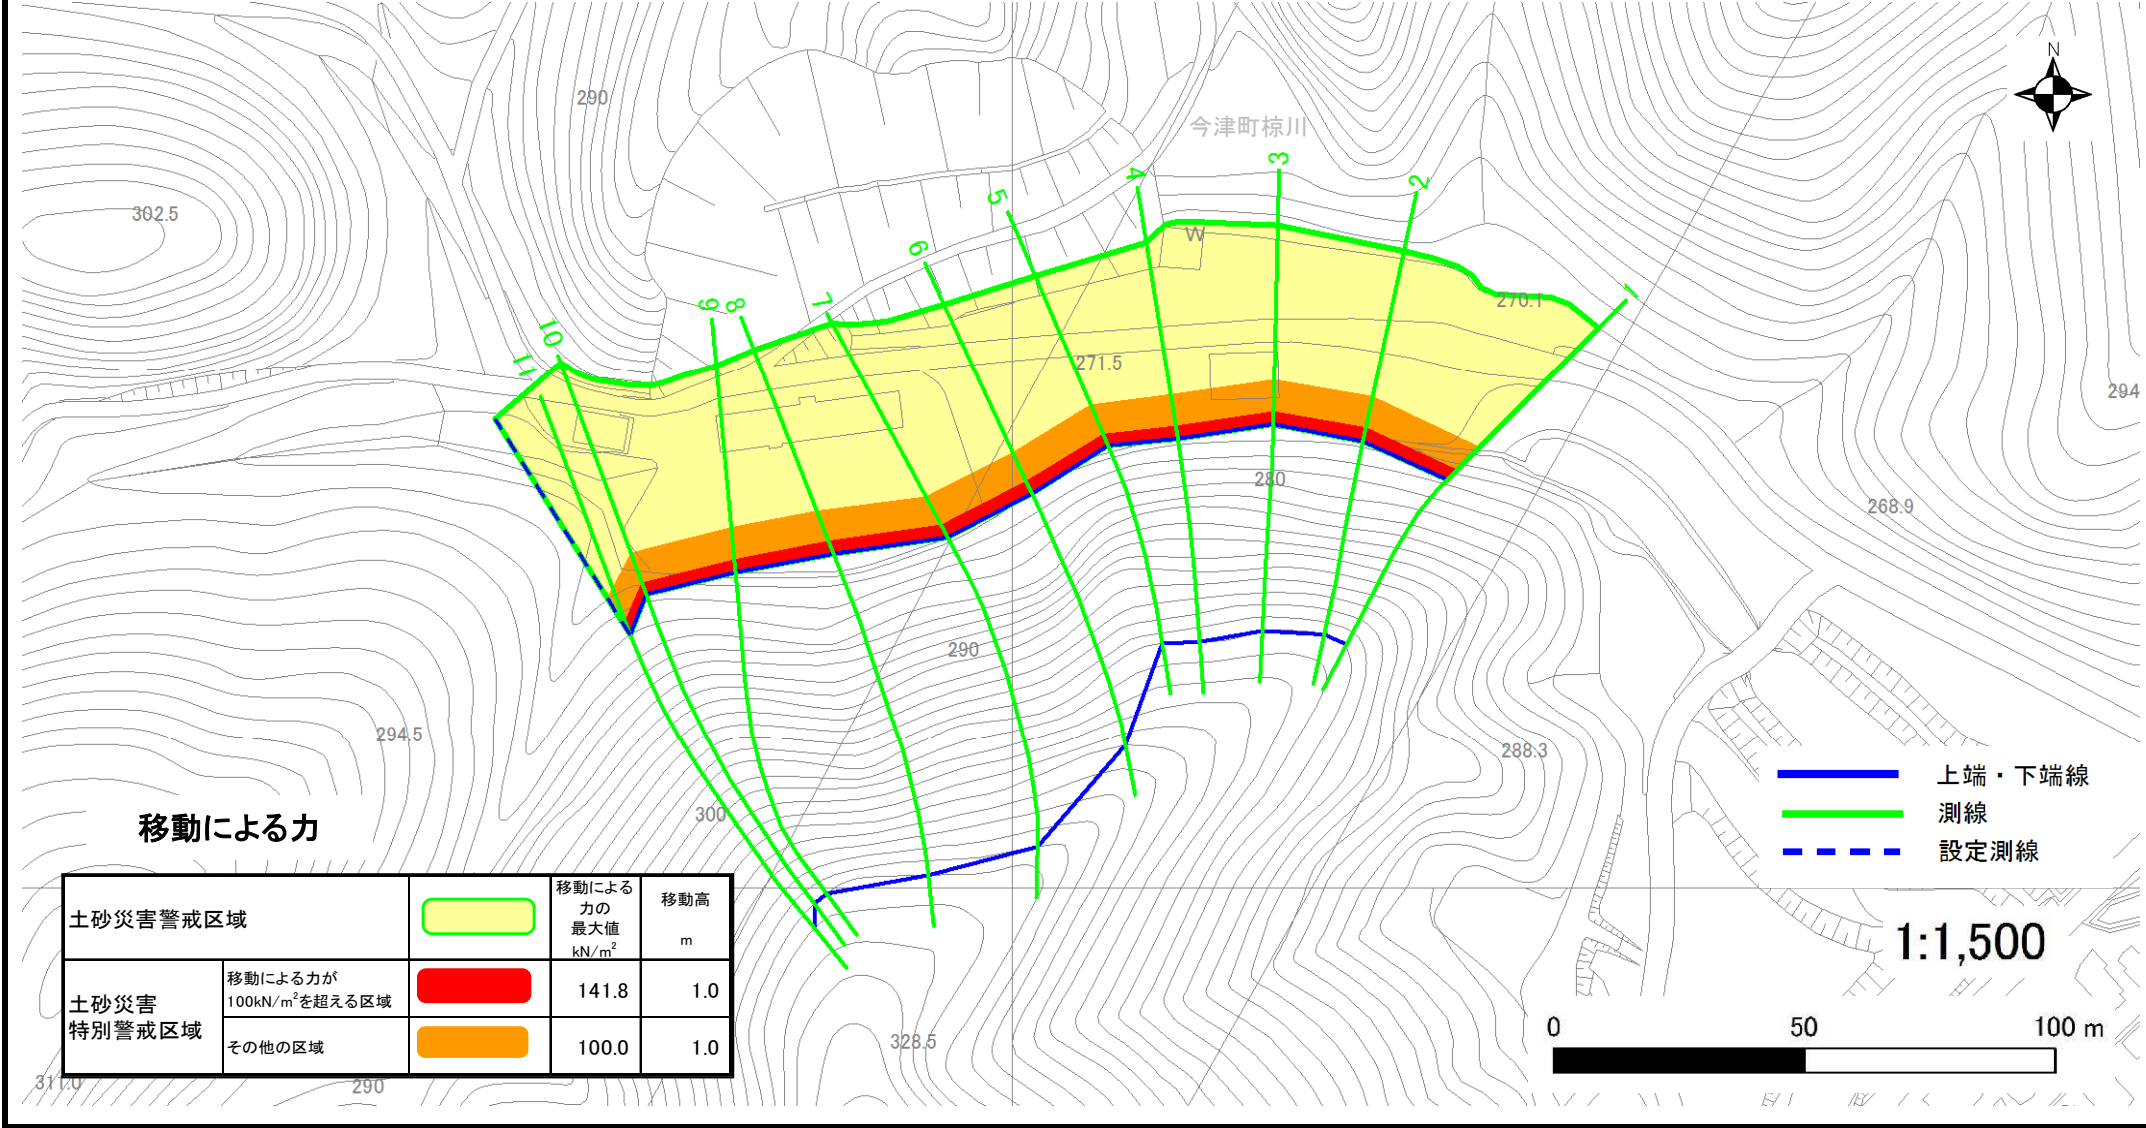 N
290
今津町椋川
302.5
1
2
3
4
5
6
7
8
9
10
11
W
270.1
271.5
280
294
268.9
290
294.5
288.3
300
328.5
311.0
290
上端・下端線
測線
設定測線
1:1,500
0 50 100 m
移動による力
土砂災害警戒区域
移動による力の最大値 kN/m²
移動高 m
土砂災害特別警戒区域
移動による力が100kN/m²を超える区域
141.8
1.0
その他の区域
100.0
1.0